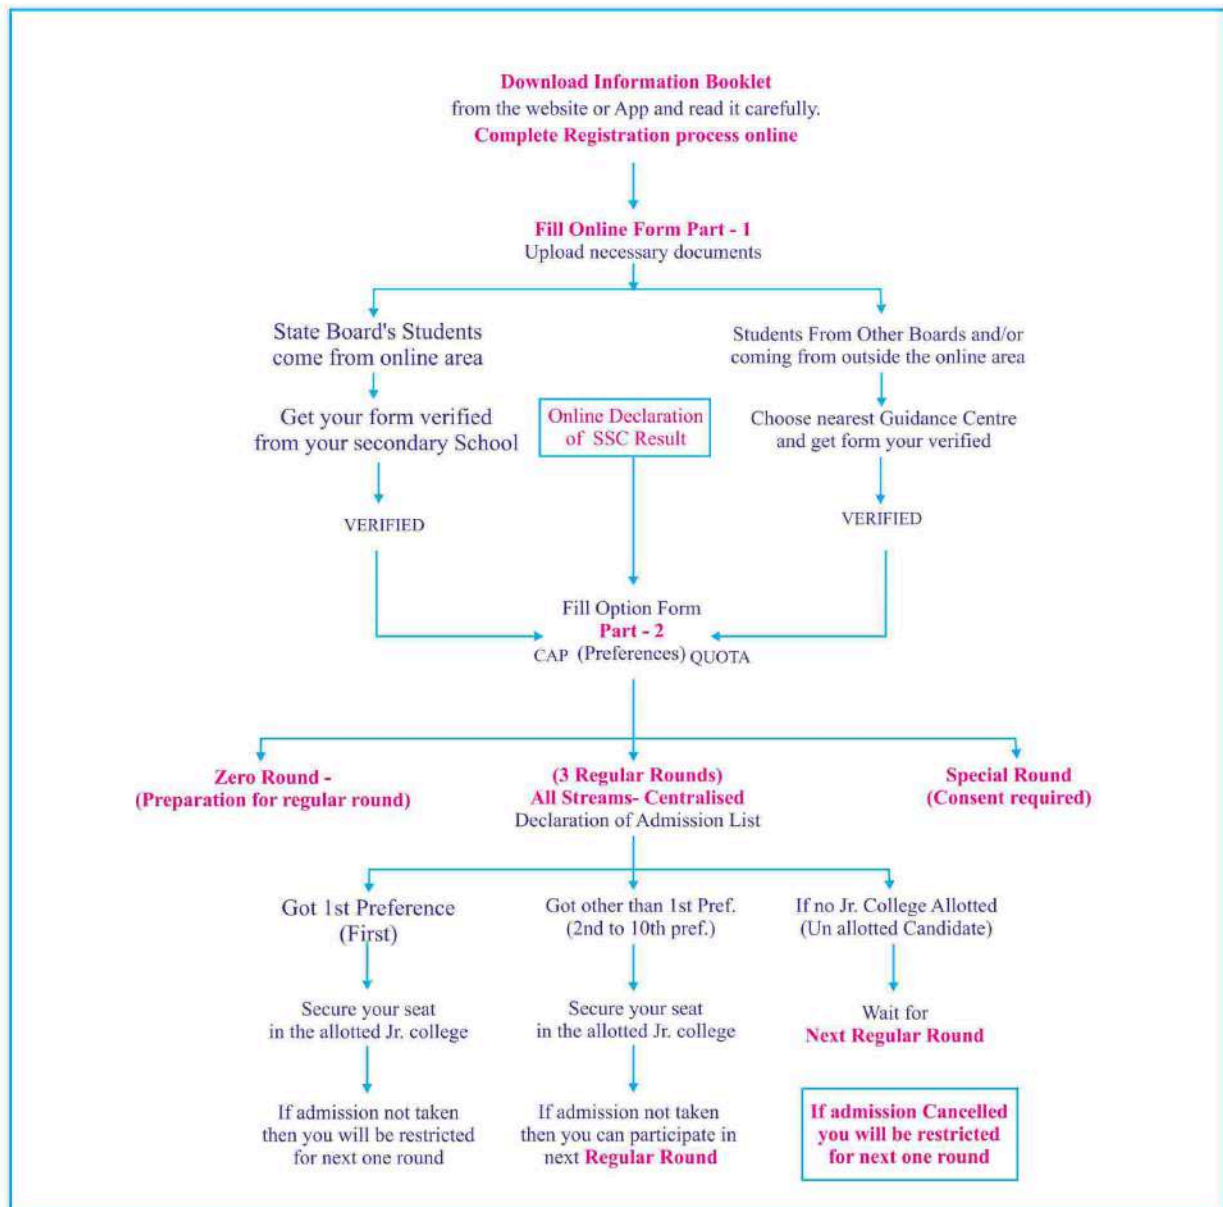 Download Information Booklet
from the website or App and read it carefully.
Complete Registration process online
Fill Online Form Part - 1
Upload necessary documents
State Board's Students
come from online area
Students From Other Boards and/or
coming from outside the online area
Get your form verified
from your secondary School
Online Declaration
of SSC Result
Choose nearest Guidance Centre
and get form your verified
VERIFIED
VERIFIED
Fill Option Form
Part - 2
CAP (Preferences) QUOTA
Zero Round -
(Preparation for regular round)
(3 Regular Rounds)
All Streams- Centralised
Declaration of Admission List
Special Round
(Consent required)
Got 1st Preference
(First)
Got other than 1st Pref.
(2nd to 10th pref.)
If no Jr. College Allotted
(Un allotted Candidate)
Secure your seat
in the allotted Jr. college
Secure your seat
in the allotted Jr. college
Wait for
Next Regular Round
If admission not taken
then you will be restricted
for next one round
If admission not taken
then you can participate in
next Regular Round
If admission Cancelled
you will be restricted
for next one round